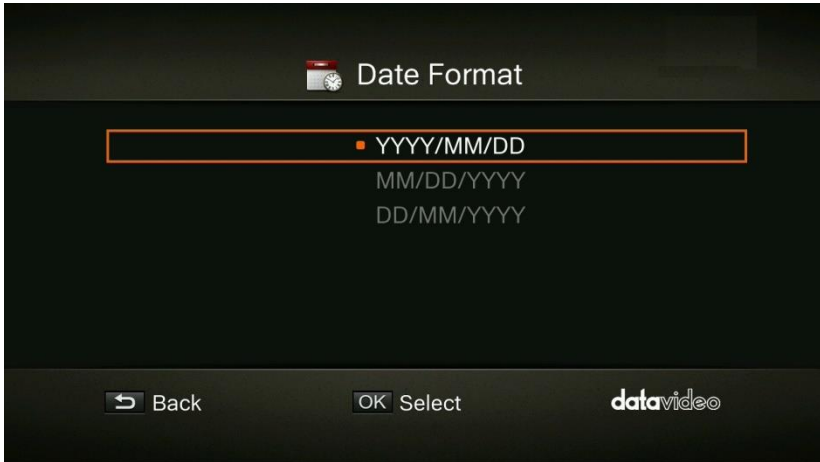 Date Format
YYYY/MM/DD
MM/DD/YYYY
DD/MM/YYYY
Back
OK Select
datavideo